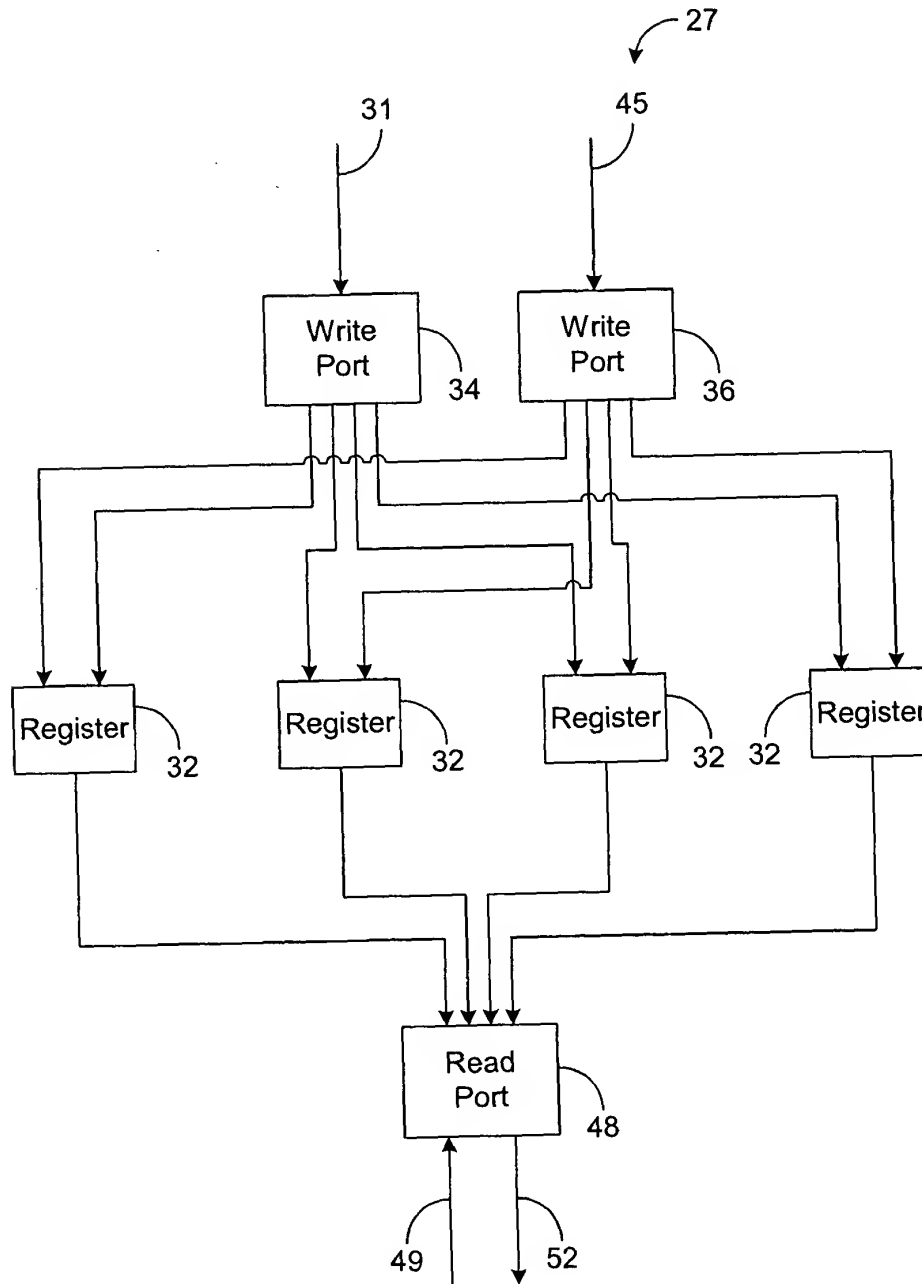 27
31
45
Write
Port
34
Write
Port
36
Register
32
Register
32
Register
32
32
Register
Read
Port
48
49
52